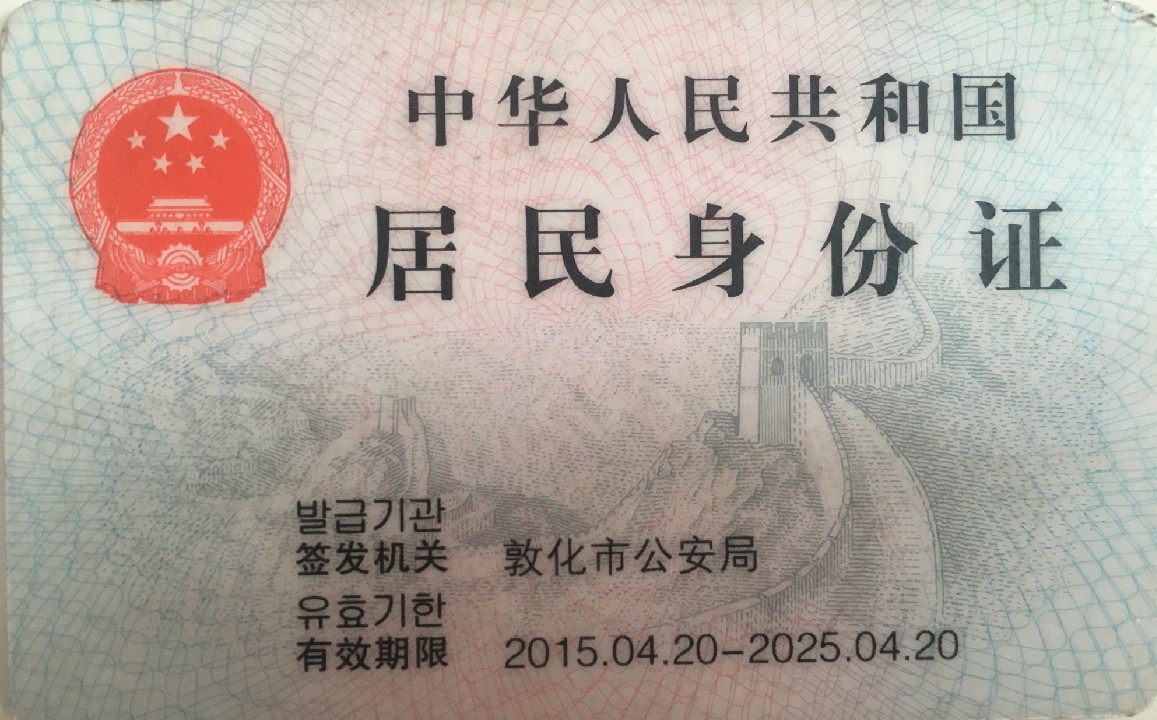 中华人民共和国
居民身份证
발급기관
签发机关 敦化市公安局
유효기한
有效期限 2015.04.20-2025.04.20